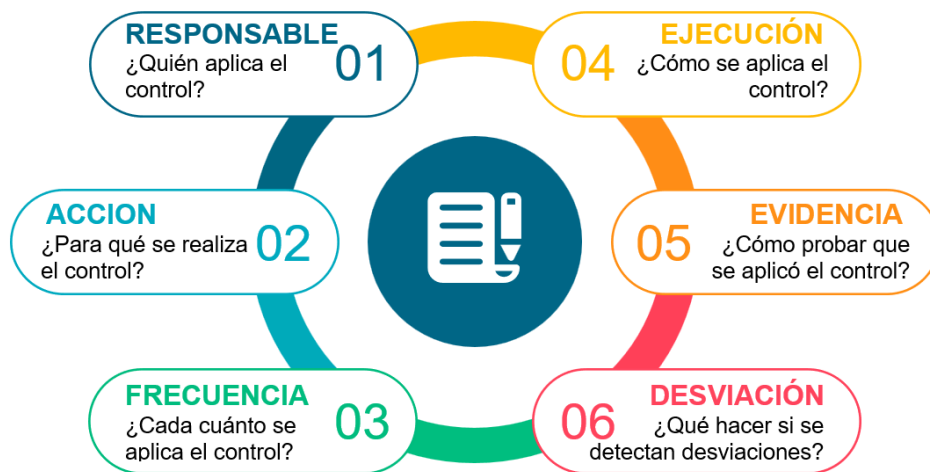 RESPONSABLE
¿Quién aplica el
control?
01
ACCION
¿Para qué se realiza
el control?
02
FRECUENCIA
¿Cada cuánto se
aplica el control?
03
EJECUCIÓN
04
¿Cómo se aplica el
control?
EVIDENCIA
05
¿Cómo probar que
se aplicó el control?
DESVIACIÓN
06
¿Qué hacer si se
detectan desviaciones?